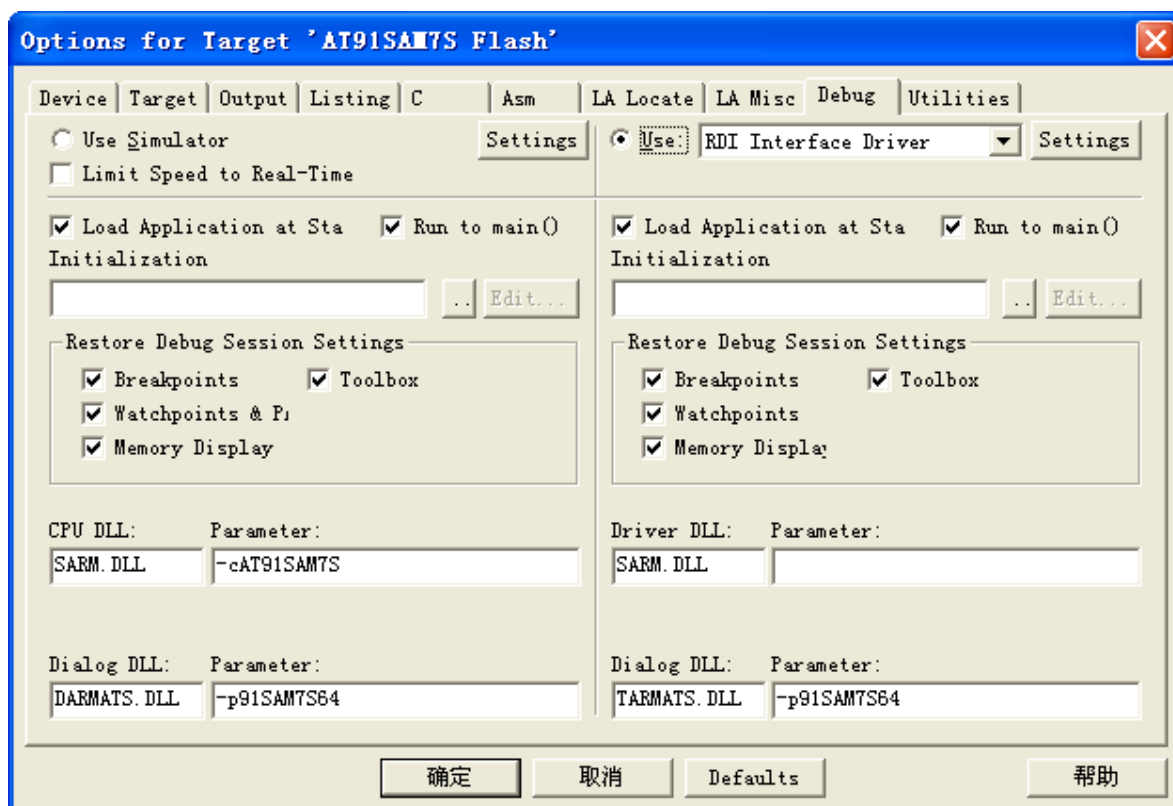 Options for Target 'AT91SAM7S Flash'
Device Target Output Listing C Asm LA Locate LA Misc Debug Utilities
Use Simulator Settings Use: RDI Interface Driver Settings
Limit Speed to Real-Time
Load Application at Sta Run to main() Load Application at Sta Run to main()
Initialization Initialization
.. Edit... .. Edit...
Restore Debug Session Settings Restore Debug Session Settings
Breakpoints Toolbox Breakpoints Toolbox
Watchpoints & Watchpoints
Memory Display Memory Display
CPU DLL: Parameter: Driver DLL: Parameter:
SARM.DLL -cAT91SAM7S SARM.DLL
Dialog DLL: Parameter: Dialog DLL: Parameter:
DARMATS.DLL -p91SAM7S64 TARMATS.DLL -p91SAM7S64
确定 取消 Defaults 帮助